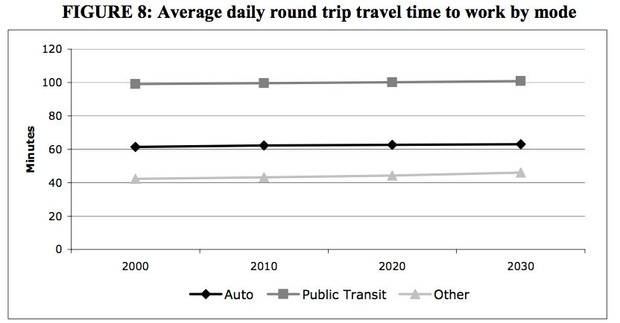 FIGURE 8: Average daily round trip travel time to work by mode
120
100
80
60
40
20
0
Minutes
2000 2010 2020 2030
Auto Public Transit Other